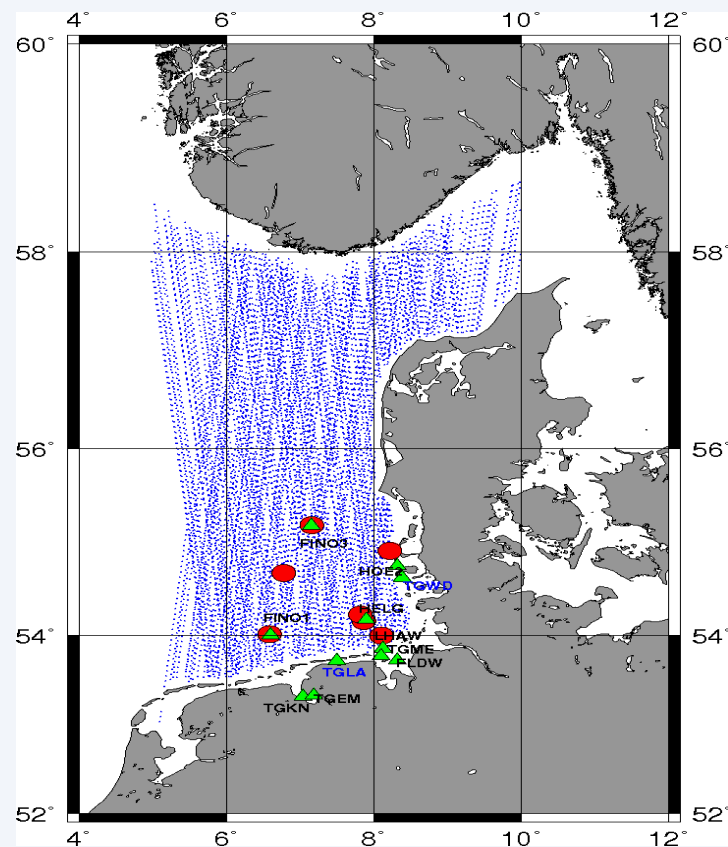 4° 6° 8° 10° 12°
60° 60°
58° 58°
56° 56°
FINO3
HOE2
TGWD
HELG
FINO1
54° 54°
LHAW
TGME
FLDW
TGLA
TGEM
TGKN
52° 52°
4° 6° 8° 10° 12°